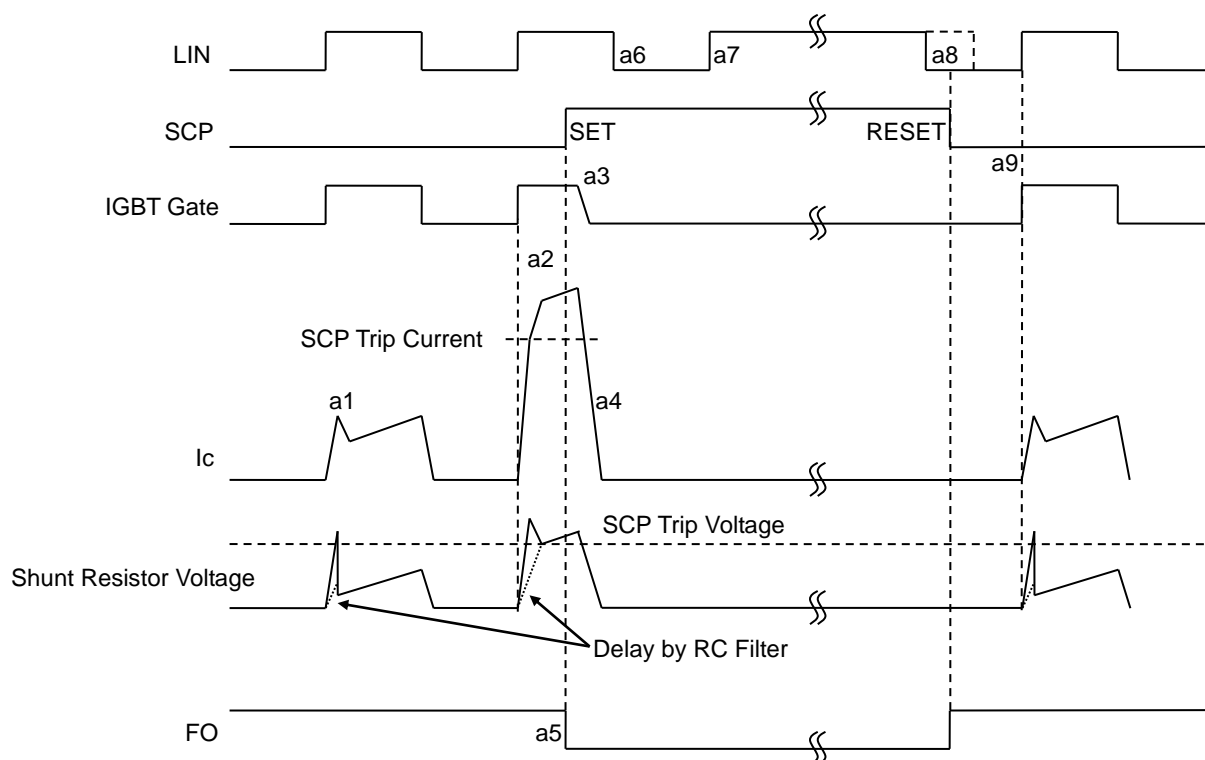 LIN
a6
a7
a8
SCP
SET
RESET
a9
a3
IGBT Gate
a2
SCP Trip Current
a1
a4
Ic
SCP Trip Voltage
Shunt Resistor Voltage
Delay by RC Filter
FO
a5